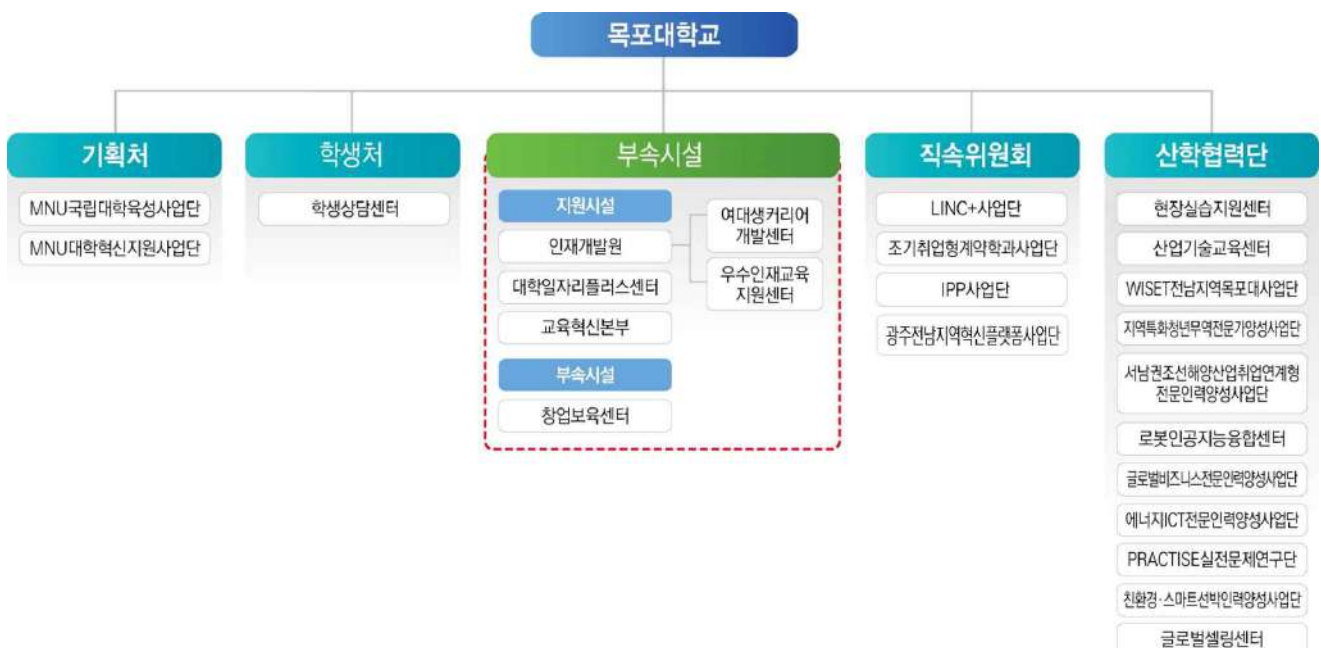 목포대학교
기획처
MNU국립대학육성사업단
MNU대학혁신지원사업단
학생처
학생상담센터
부속시설
지원시설
인재개발원
여대생커리어
개발센터
우수인재교육
지원센터
대학일자리플러스센터
교육혁신본부
부속시설
창업보육센터
직속위원회
LINC+사업단
조기취업형계약학과사업단
IPP사업단
광주전남지역혁신플랫폼사업단
산학협력단
현장실습지원센터
산업기술교육센터
WISET전남지역목포대사업단
지역특화청년무역전문가양성사업단
서남권조선해양산업취업연계형
전문인력양성사업단
로봇인공지능융합센터
글로벌비즈니스전문인력양성사업단
에너지ICT전문인력양성사업단
PRACTISE실전문제연구단
친환경·스마트선박인력양성사업단
글로벌셀링센터